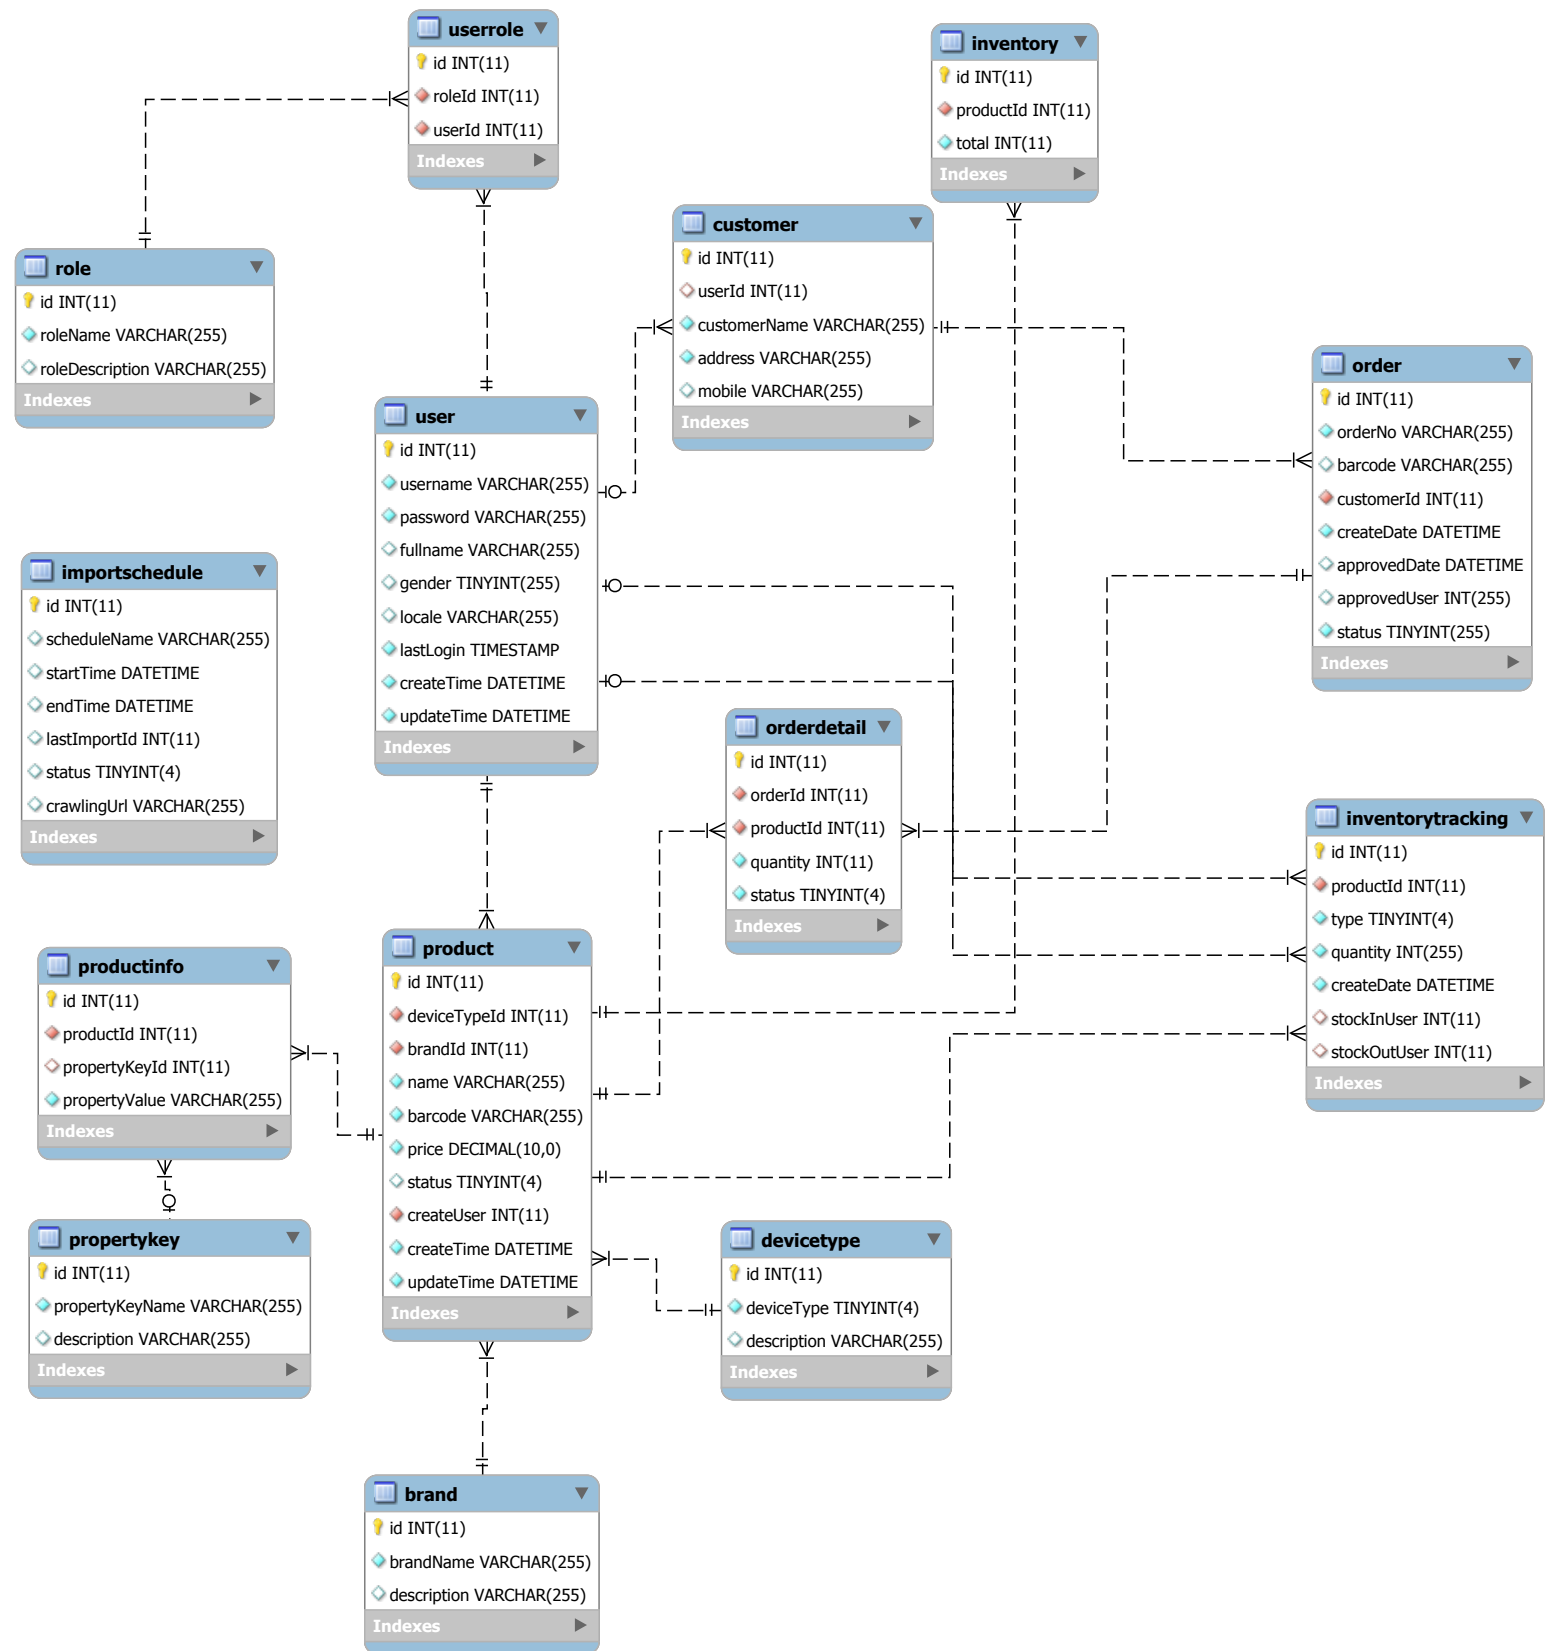 userrole
id INT(11)
roleId INT(11)
userId INT(11)
Indexes
inventory
id INT(11)
productId INT(11)
total INT(11)
Indexes
customer
id INT(11)
userId INT(11)
customerName VARCHAR(255)
address VARCHAR(255)
mobile VARCHAR(255)
Indexes
role
id INT(11)
roleName VARCHAR(255)
roleDescription VARCHAR(255)
Indexes
order
id INT(11)
orderNo VARCHAR(255)
barcode VARCHAR(255)
customerId INT(11)
createDate DATETIME
approvedDate DATETIME
approvedUser INT(255)
status TINYINT(255)
Indexes
user
id INT(11)
username VARCHAR(255)
password VARCHAR(255)
fullname VARCHAR(255)
gender TINYINT(255)
locale VARCHAR(255)
lastLogin TIMESTAMP
createTime DATETIME
updateTime DATETIME
Indexes
importschedule
id INT(11)
scheduleName VARCHAR(255)
startTime DATETIME
endTime DATETIME
lastImportId INT(11)
status TINYINT(4)
crawlingUrl VARCHAR(255)
Indexes
orderdetail
id INT(11)
orderId INT(11)
productId INT(11)
quantity INT(11)
status TINYINT(4)
Indexes
inventorytracking
id INT(11)
productId INT(11)
type TINYINT(4)
quantity INT(255)
createDate DATETIME
stockInUser INT(11)
stockOutUser INT(11)
Indexes
product
id INT(11)
deviceTypeId INT(11)
brandId INT(11)
name VARCHAR(255)
barcode VARCHAR(255)
price DECIMAL(10,0)
status TINYINT(4)
createUser INT(11)
createTime DATETIME
updateTime DATETIME
Indexes
productinfo
id INT(11)
productId INT(11)
propertyKeyId INT(11)
propertyValue VARCHAR(255)
Indexes
propertykey
id INT(11)
propertyKeyName VARCHAR(255)
description VARCHAR(255)
Indexes
devicetype
id INT(11)
deviceType TINYINT(4)
description VARCHAR(255)
Indexes
brand
id INT(11)
brandName VARCHAR(255)
description VARCHAR(255)
Indexes